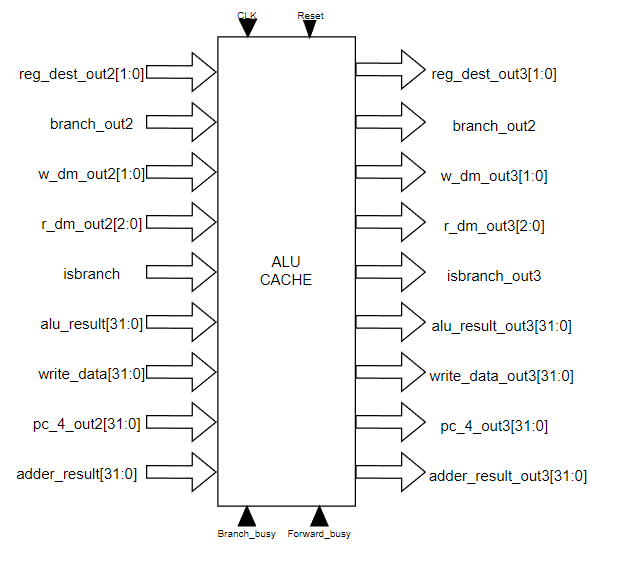 CLK Reset
reg_dest_out2[1:0] reg_dest_out3[1:0]
branch_out2 branch_out2
w_dm_out2[1:0] w_dm_out3[1:0]
r_dm_out2[2:0] r_dm_out3[2:0]
ALU
CACHE
isbranch isbranch_out3
alu_result[31:0] alu_result_out3[31:0]
write_data[31:0] write_data_out3[31:0]
pc_4_out2[31:0] pc_4_out3[31:0]
adder_result[31:0] adder_result_out3[31:0]
Branch_busy Forward_busy